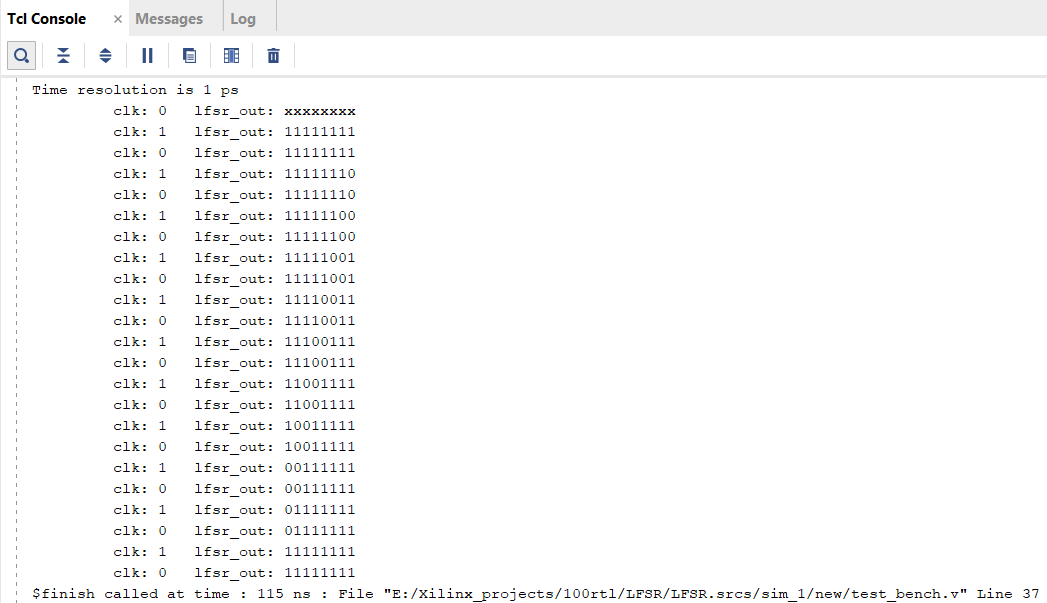 Tcl Console × Messages Log
Time resolution is 1 ps
clk: 0 lfsr_out: xxxxxxxx
clk: 1 lfsr_out: 11111111
clk: 0 lfsr_out: 11111111
clk: 1 lfsr_out: 11111110
clk: 0 lfsr_out: 11111110
clk: 1 lfsr_out: 11111100
clk: 0 lfsr_out: 11111100
clk: 1 lfsr_out: 11111001
clk: 0 lfsr_out: 11111001
clk: 1 lfsr_out: 11110011
clk: 0 lfsr_out: 11110011
clk: 1 lfsr_out: 11100111
clk: 0 lfsr_out: 11100111
clk: 1 lfsr_out: 11001111
clk: 0 lfsr_out: 11001111
clk: 1 lfsr_out: 10011111
clk: 0 lfsr_out: 10011111
clk: 1 lfsr_out: 00111111
clk: 0 lfsr_out: 00111111
clk: 1 lfsr_out: 01111111
clk: 0 lfsr_out: 01111111
clk: 1 lfsr_out: 11111111
clk: 0 lfsr_out: 11111111
$finish called at time : 115 ns : File "E:/Xilinx_projects/100rtl/LFSR/LFSR.srcs/sim_1/new/test_bench.v" Line 37